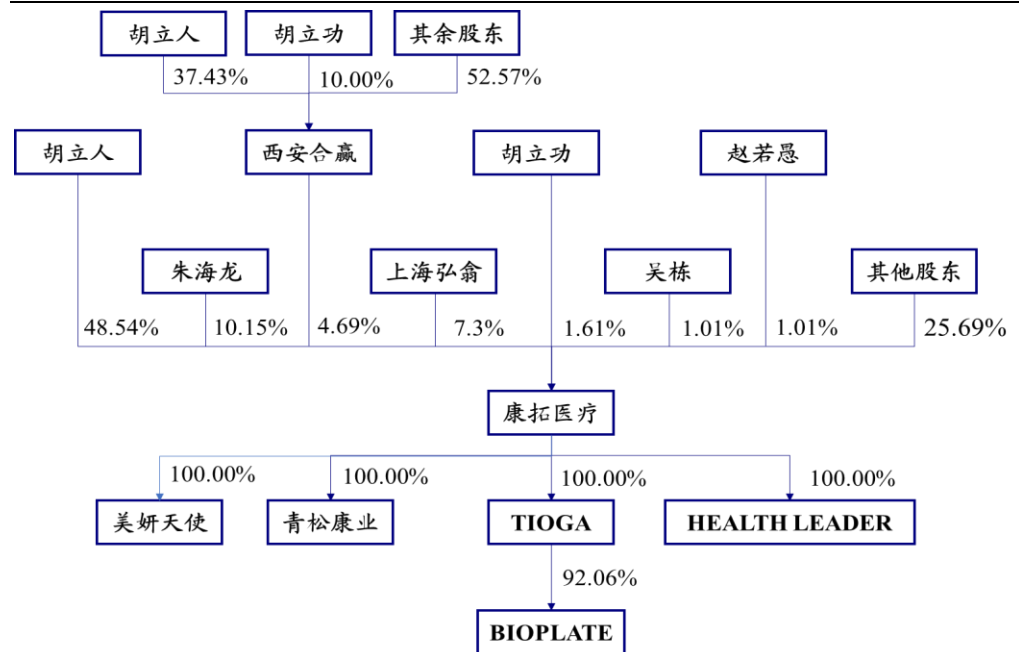 胡立人
胡立功
其余股东
37.43%
10.00%
52.57%
胡立人
西安合赢
胡立功
赵若愚
朱海龙
上海弘翕
吴栋
其他股东
48.54%
10.15%
4.69%
7.3%
1.61%
1.01%
1.01%
25.69%
康拓医疗
100.00%
100.00%
100.00%
100.00%
美妍天使
青松康业
TIOGA
HEALTH LEADER
92.06%
BIOPLATE